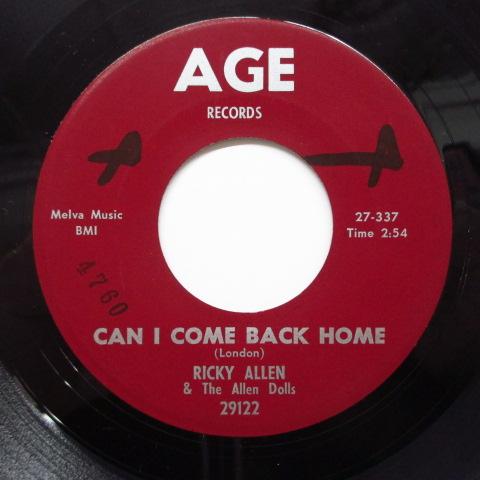 AGE
RECORDS
Melva Music
BMI
27-337
Time 2:54
4760
CAN I COME BACK HOME
(London)
RICKY ALLEN
& The Allen Dolls
29122